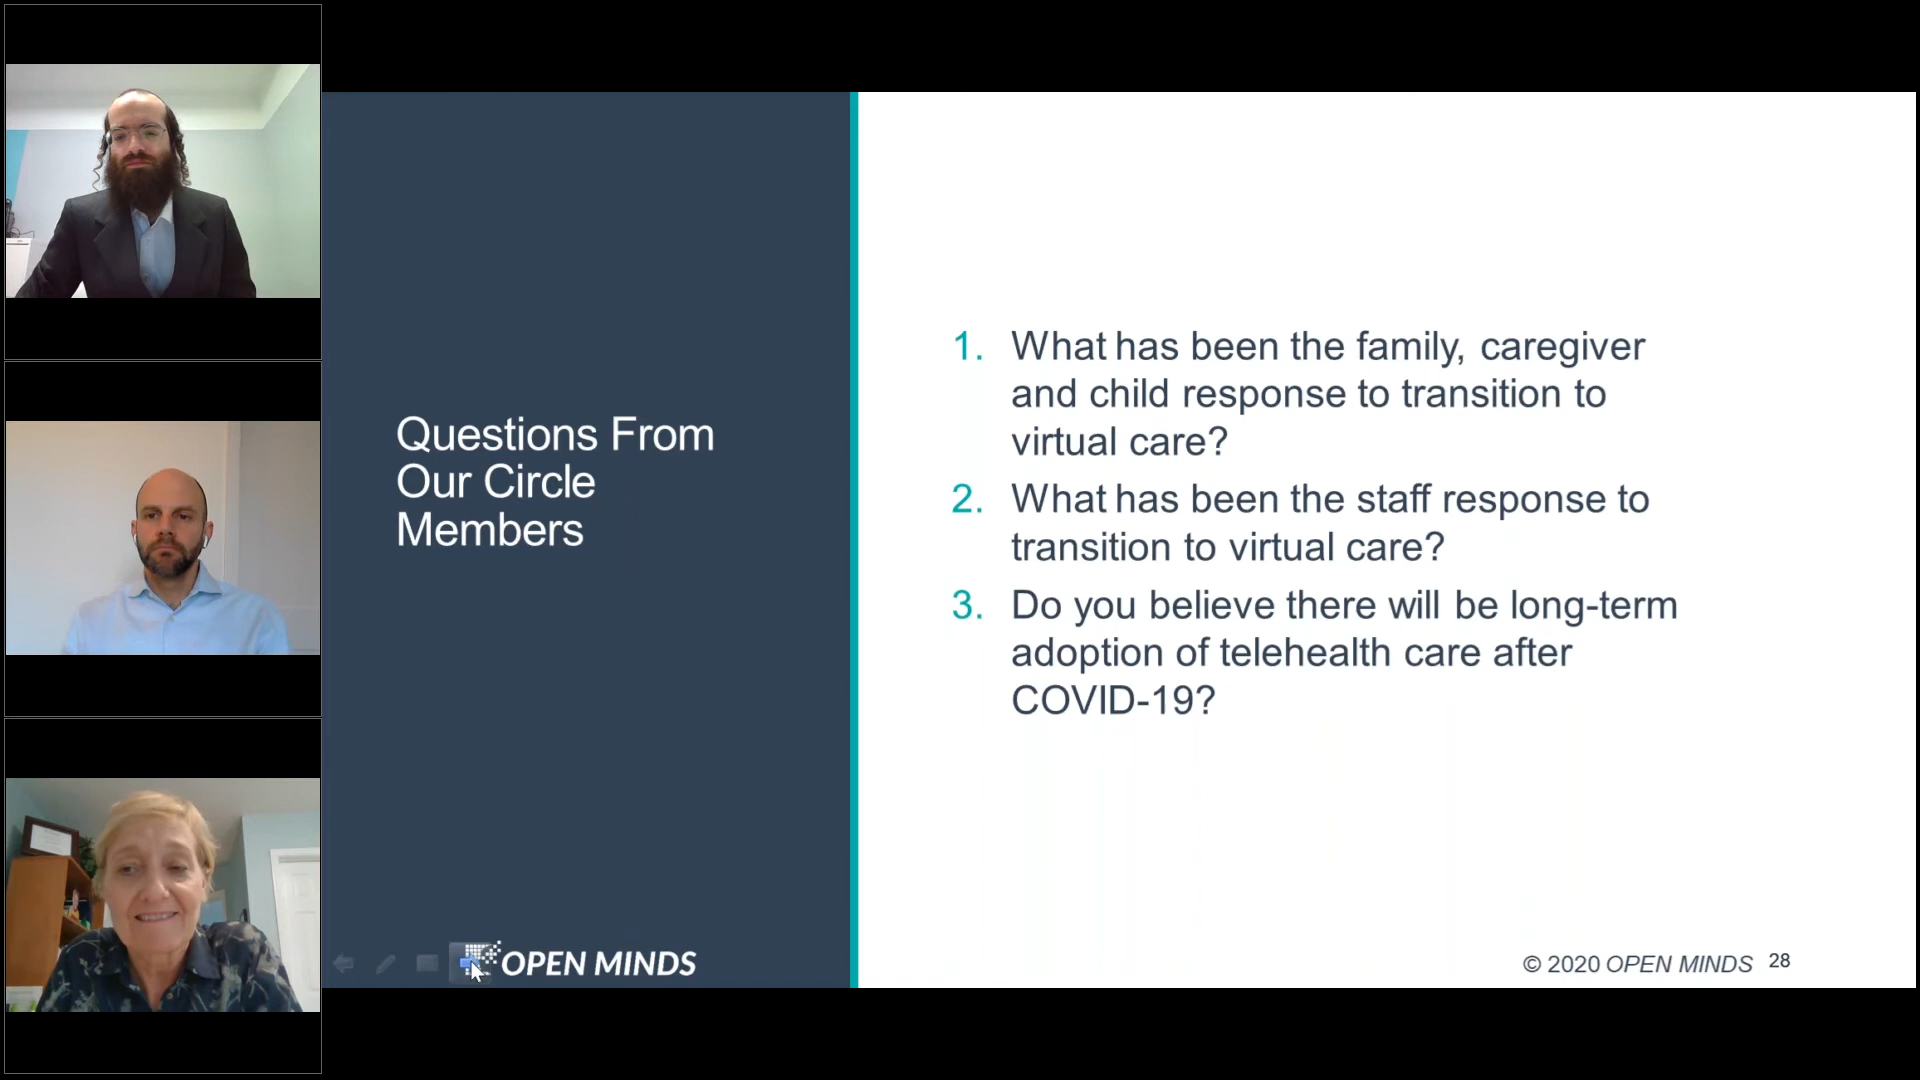 Questions From
Our Circle
Members
1. What has been the family, caregiver
and child response to transition to
virtual care?
2. What has been the staff response to
transition to virtual care?
3. Do you believe there will be long-term
adoption of telehealth care after
COVID-19?
OPEN MINDS
© 2020 OPEN MINDS 28